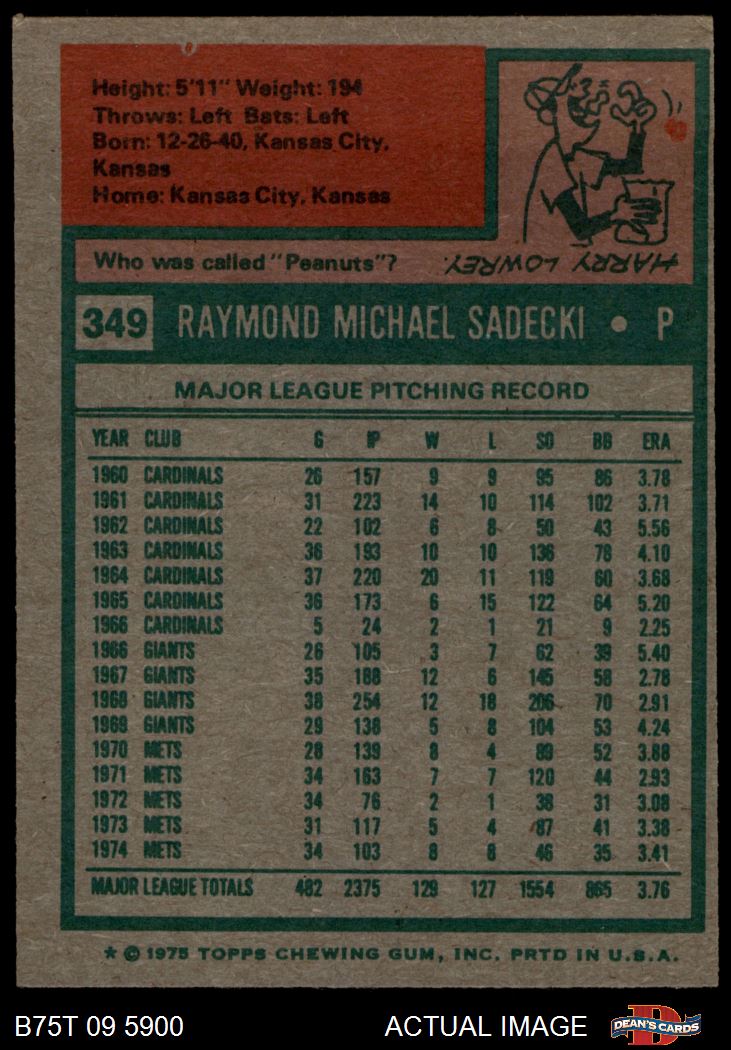 Height: 5'11" Weight: 194
Throws: Left Bats: Left
Born: 12-26-40, Kansas City,
Kansas
Home: Kansas City, Kansas
Who was called "Peanuts"?
HARRY LOWREY.
349 RAYMOND MICHAEL SADECKI • P
MAJOR LEAGUE PITCHING RECORD
YEAR CLUB G IP W L SO BB ERA
1960 CARDINALS 26 157 9 9 95 86 3.78
1961 CARDINALS 31 223 14 10 114 102 3.71
1962 CARDINALS 22 102 6 8 50 43 5.56
1963 CARDINALS 36 193 10 10 136 78 4.10
1964 CARDINALS 37 220 20 11 119 60 3.68
1965 CARDINALS 36 173 6 15 122 64 5.20
1966 CARDINALS 5 24 2 1 21 9 2.25
1966 GIANTS 26 105 3 7 62 39 5.40
1967 GIANTS 35 188 12 6 145 58 2.78
1968 GIANTS 38 254 12 18 206 70 2.91
1969 GIANTS 29 138 5 8 104 53 4.24
1970 METS 28 139 8 4 89 52 3.88
1971 METS 34 163 7 7 120 44 2.93
1972 METS 34 76 2 1 38 31 3.08
1973 METS 31 117 5 4 87 41 3.38
1974 METS 34 103 8 8 46 35 3.41
MAJOR LEAGUE TOTALS 482 2375 129 127 1554 865 3.76
* © 1975 TOPPS CHEWING GUM, INC. PRTD IN U.S.A.
B75T 09 5900 ACTUAL IMAGE
D
DEAN'S CARDS